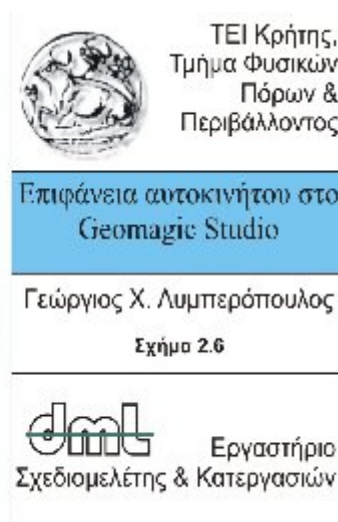 ΤΕΙ Κρήτης,
Τμήμα Φυσικών
Πόρων &
Περιβάλλοντος
Επιφάνεια αυτοκινήτου στο
Geomagic Studio
Γεώργιος Χ. Λυμπερόπουλος
Σχήμα 2.6
dml
Εργαστήριο
Σχεδιομελέτης & Κατεργασιών